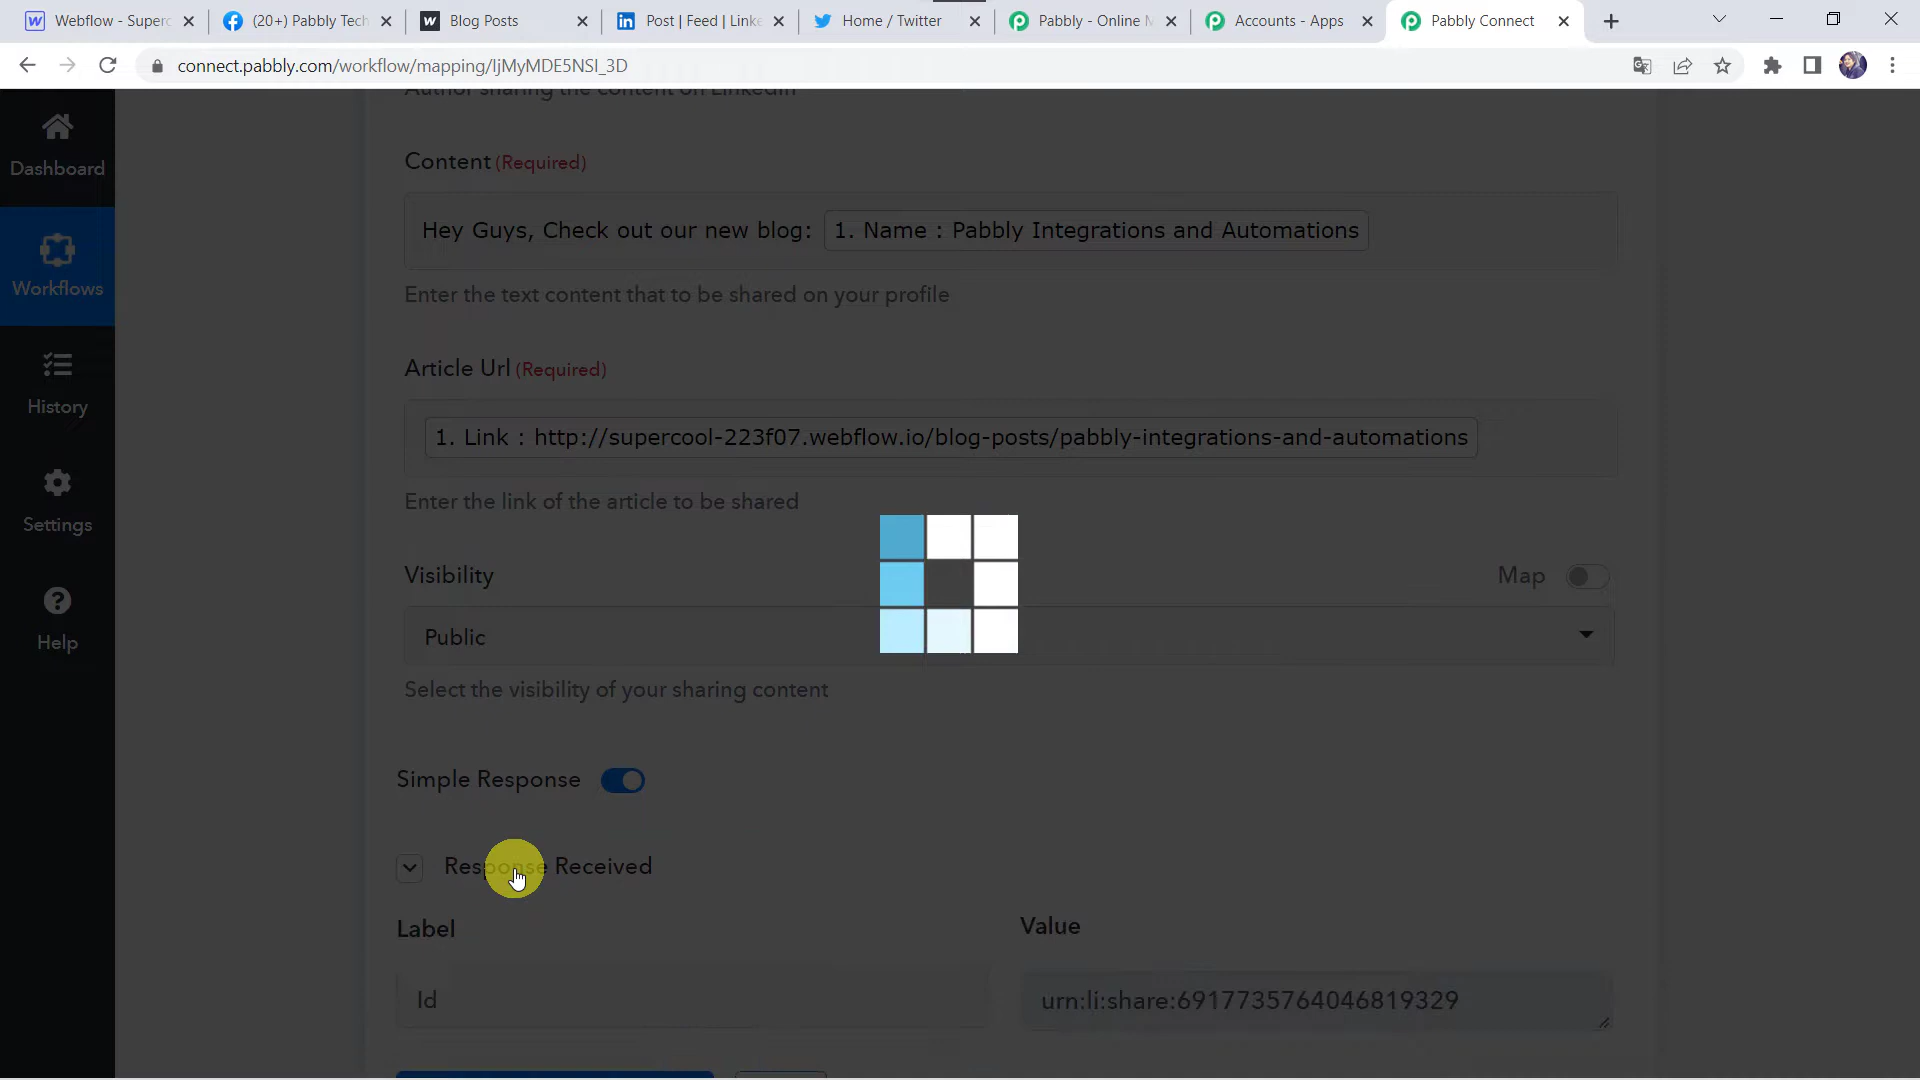 Webflow - Superc
(20+) Pabbly Tech
Blog Posts
Post | Feed | Linke
Home / Twitter
Pabbly - Online M
Accounts - Apps
Pabbly Connect
connect.pabbly.com/workflow/mapping/IjMyMDE5NSI_3D
Author sharing the content on LinkedIn
Dashboard
Workflows
History
Settings
Help
Content (Required)
Hey Guys, Check out our new blog: 1. Name : Pabbly Integrations and Automations
Enter the text content that to be shared on your profile
Article Url (Required)
1. Link : http://supercool-223f07.webflow.io/blog-posts/pabbly-integrations-and-automations
Enter the link of the article to be shared
Visibility
Map
Public
Select the visibility of your sharing content
Simple Response
Response Received
Label
Value
Id
urn:li:share:6917735764046819329